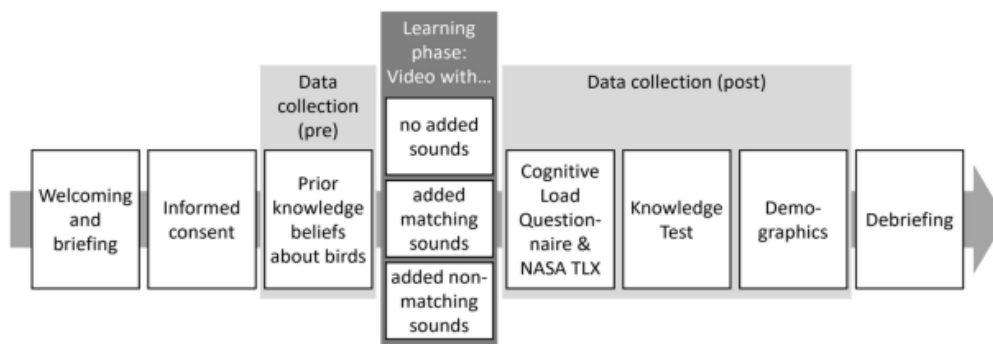 Welcoming
and
briefing
Informed
consent
Data
collection
(pre)
Prior
knowledge
beliefs
about birds
Learning
phase:
Video with...
no added
sounds
added
matching
sounds
added non-
matching
sounds
Data collection (post)
Cognitive
Load
Question-
naire &
NASA TLX
Knowledge
Test
Demo-
graphics
Debriefing